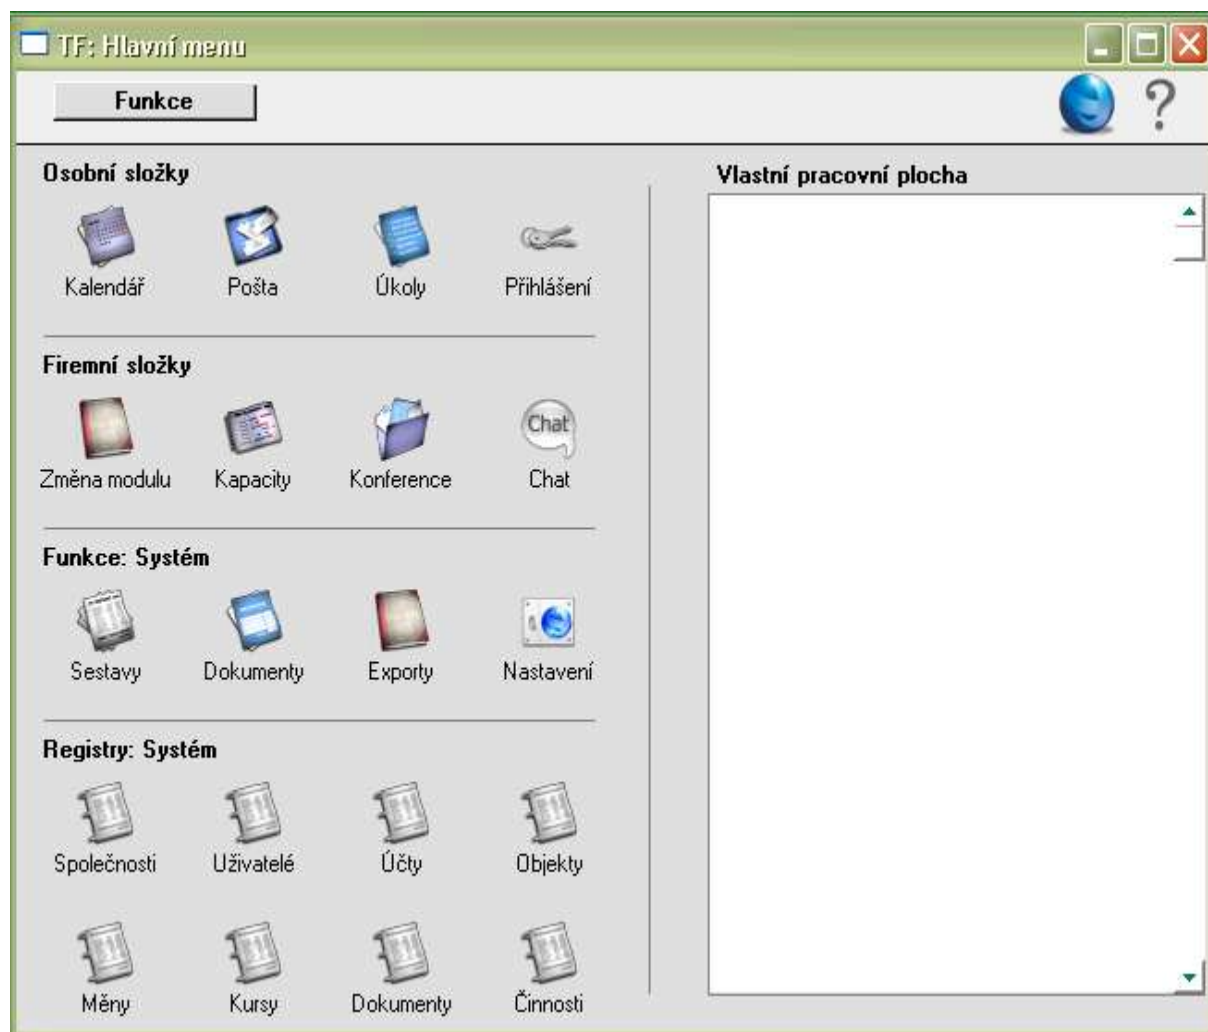 TF: Hlavní menu
Funkce
?
Osobní složky
Vlastní pracovní plocha
Kalendář Pošta Úkoly Přihlášení
Firemní složky
Chat
Změna modulu Kapacity Konference Chat
Funkce: Systém
Sestavy Dokumenty Exporty Nastavení
Registry: Systém
Společnosti Uživatelé Účty Objekty
Měny Kursy Dokumenty Činnosti